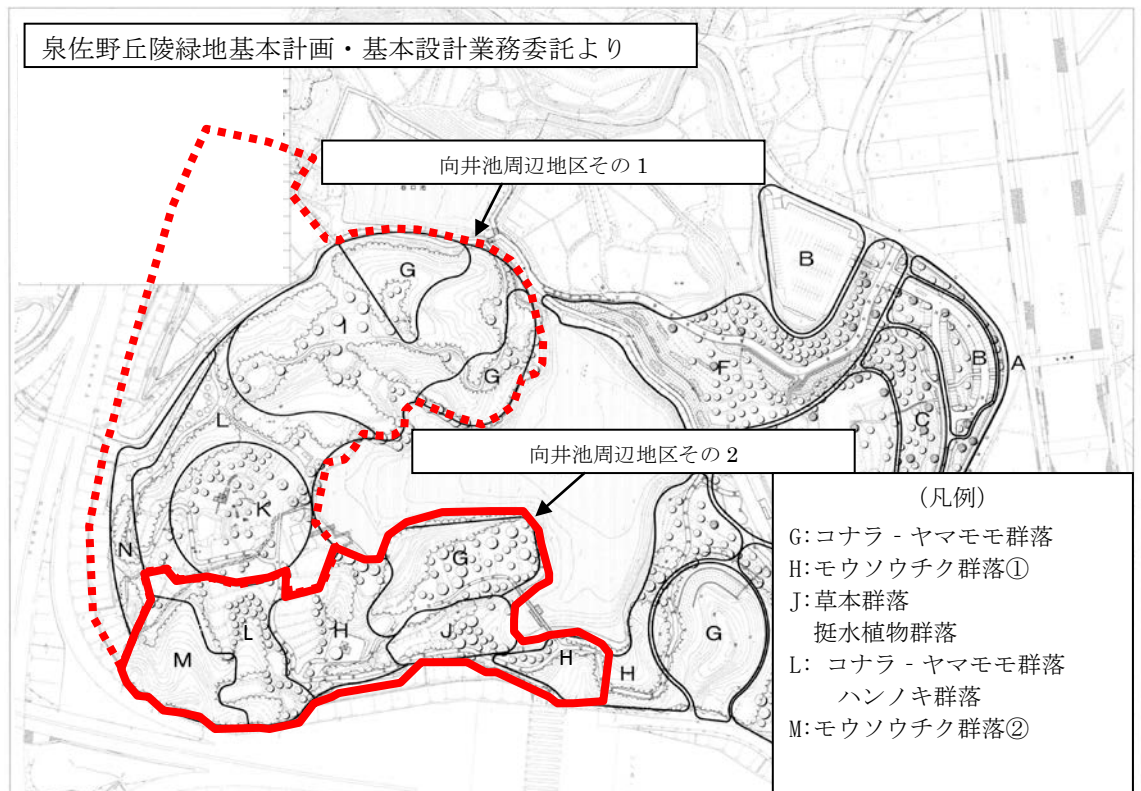 泉佐野丘陵緑地基本計画・基本設計業務委託より
向井池周辺地区その1
G
B
I
G
F
B
A
C
L
向井池周辺地区その2
K
N
G
H
L
J
M
H
H
G
(凡例)
G:コナラ‐ヤマモモ群落
H:モウソウチク群落①
J:草本群落
挺水植物群落
L: コナラ‐ヤマモモ群落
ハンノキ群落
M:モウソウチク群落②